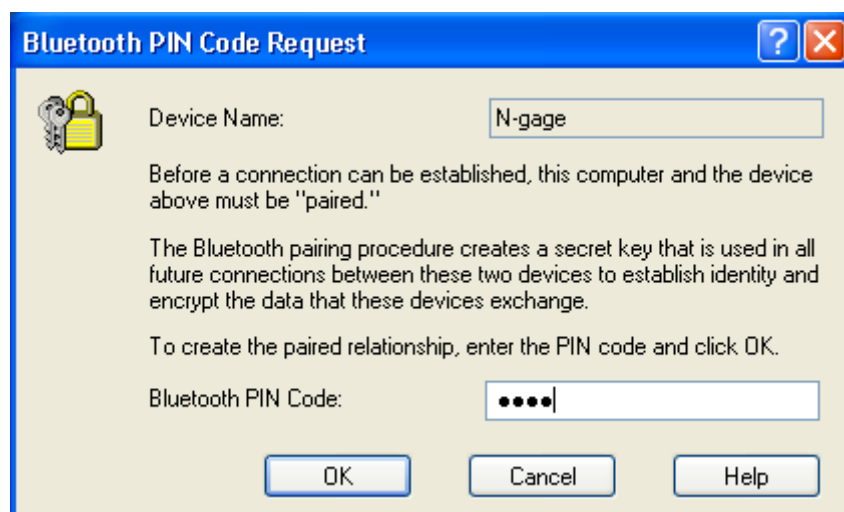 Bluetooth PIN Code Request
Device Name: N-gage
Before a connection can be established, this computer and the device
above must be "paired."
The Bluetooth pairing procedure creates a secret key that is used in all
future connections between these two devices to establish identity and
encrypt the data that these devices exchange.
To create the paired relationship, enter the PIN code and click OK.
Bluetooth PIN Code: ●●●●
OK Cancel Help